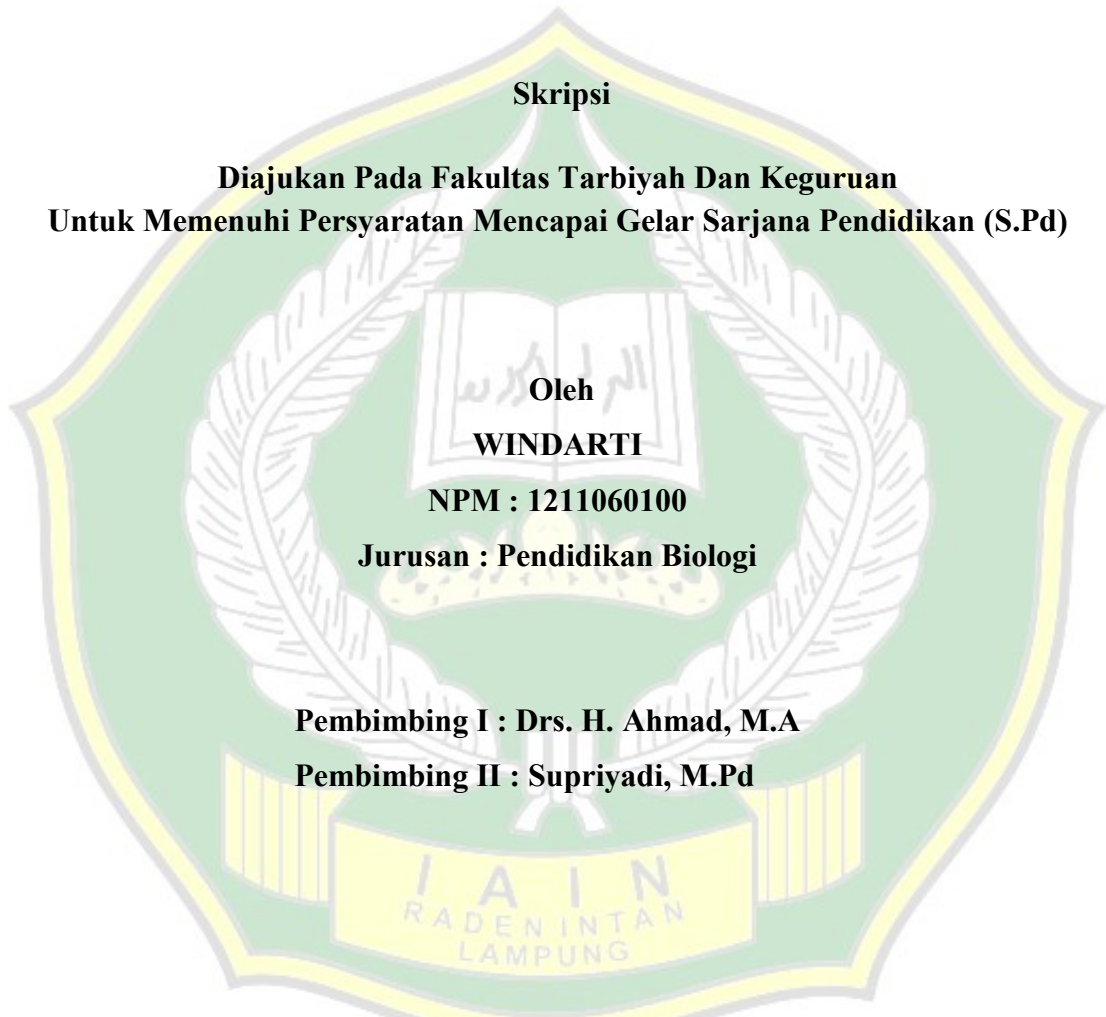 Skripsi
Diajukan Pada Fakultas Tarbiyah Dan Keguruan
Untuk Memenuhi Persyaratan Mencapai Gelar Sarjana Pendidikan (S.Pd)
Oleh
WINDARTI
NPM : 1211060100
Jurusan : Pendidikan Biologi
Pembimbing I : Drs. H. Ahmad, M.A
Pembimbing II : Supriyadi, M.Pd
I A I N
RADEN INTAN
LAMPUNG